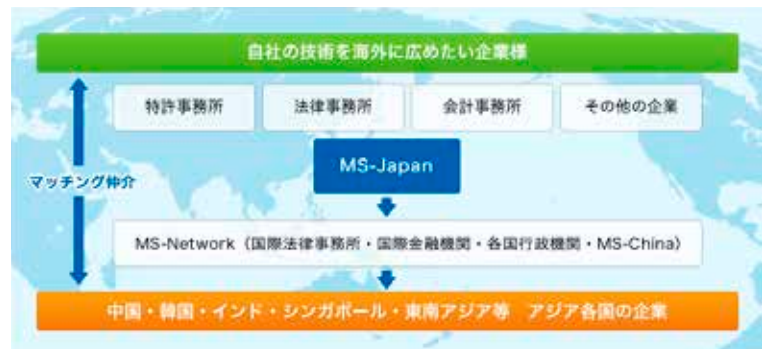 自社の技術を海外に広めたい企業様
特許事務所
法律事務所
会計事務所
その他の企業
MS-Japan
マッチング仲介
MS-Network（国際法律事務所・国際金融機関・各国行政機関・MS-China）
中国・韓国・インド・シンガポール・東南アジア等　アジア各国の企業